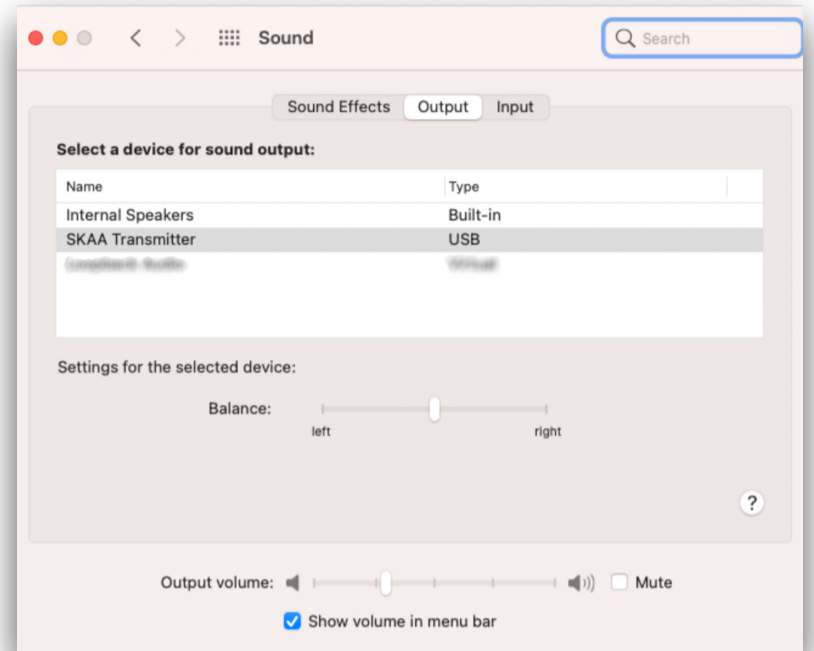 Sound
Search
Sound Effects Output Input
Select a device for sound output:
Name Type
Internal Speakers Built-in
SKAA Transmitter USB
Settings for the selected device:
Balance:
left right
?
Output volume: Mute
Show volume in menu bar